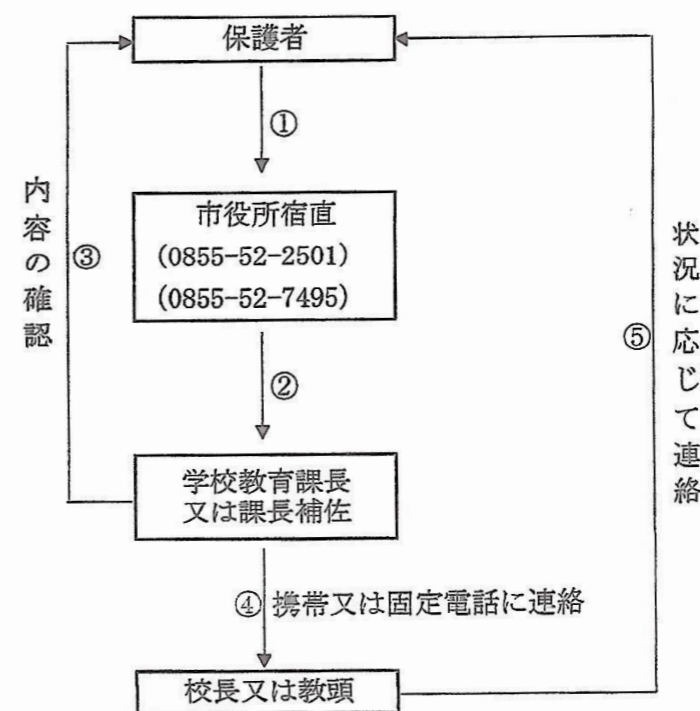 保護者
①
市役所宿直
(0855-52-2501)
(0855-52-7495)
内容の確認
③
②
⑤
状況に応じて連絡
学校教育課長
又は課長補佐
④携帯又は固定電話に連絡
校長又は教頭